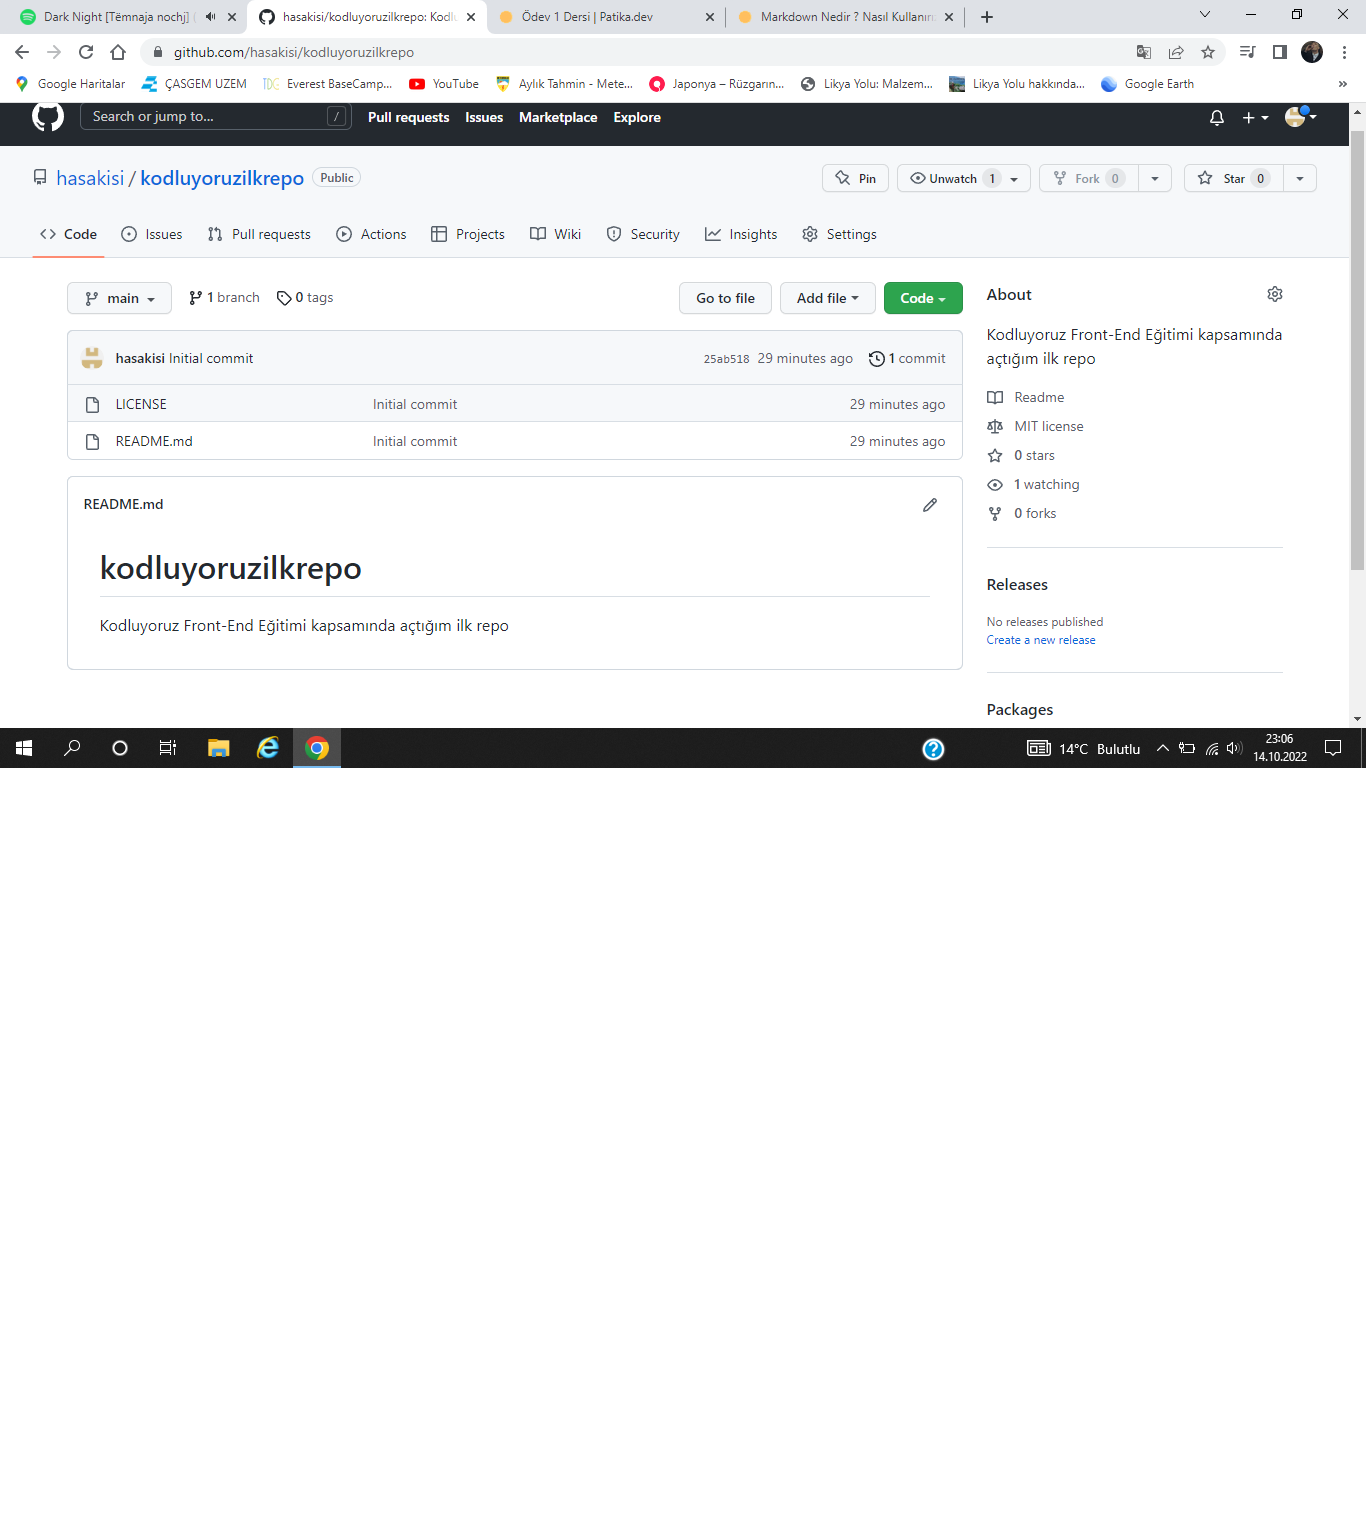 Dark Night [Tëmnaja nochj]
hasakisi/kodluyoruzilkrepo: Kodl
Ödev 1 Dersi | Patika.dev
Markdown Nedir ? Nasıl Kullanırız
github.com/hasakisi/kodluyoruzilkrepo
Google Haritalar
ÇASGEM UZEM
Everest BaseCamp...
YouTube
Aylık Tahmin - Mete...
Japonya – Rüzgarın...
Likya Yolu: Malzem...
Likya Yolu hakkında...
Google Earth
»
Search or jump to...
/
Pull requests
Issues
Marketplace
Explore
hasakisi / kodluyoruzilkrepo
Public
Pin
Unwatch 1
Fork 0
Star 0
Code
Issues
Pull requests
Actions
Projects
Wiki
Security
Insights
Settings
main
1 branch
0 tags
Go to file
Add file
Code
hasakisi Initial commit
25ab518 29 minutes ago
1 commit
LICENSE
Initial commit
29 minutes ago
README.md
Initial commit
29 minutes ago
README.md
kodluyoruzilkrepo
Kodluyoruz Front-End Eğitimi kapsamında açtığım ilk repo
About
Kodluyoruz Front-End Eğitimi kapsamında
açtığım ilk repo
Readme
MIT license
0 stars
1 watching
0 forks
Releases
No releases published
Create a new release
Packages
14°C Bulutlu
23:06
14.10.2022